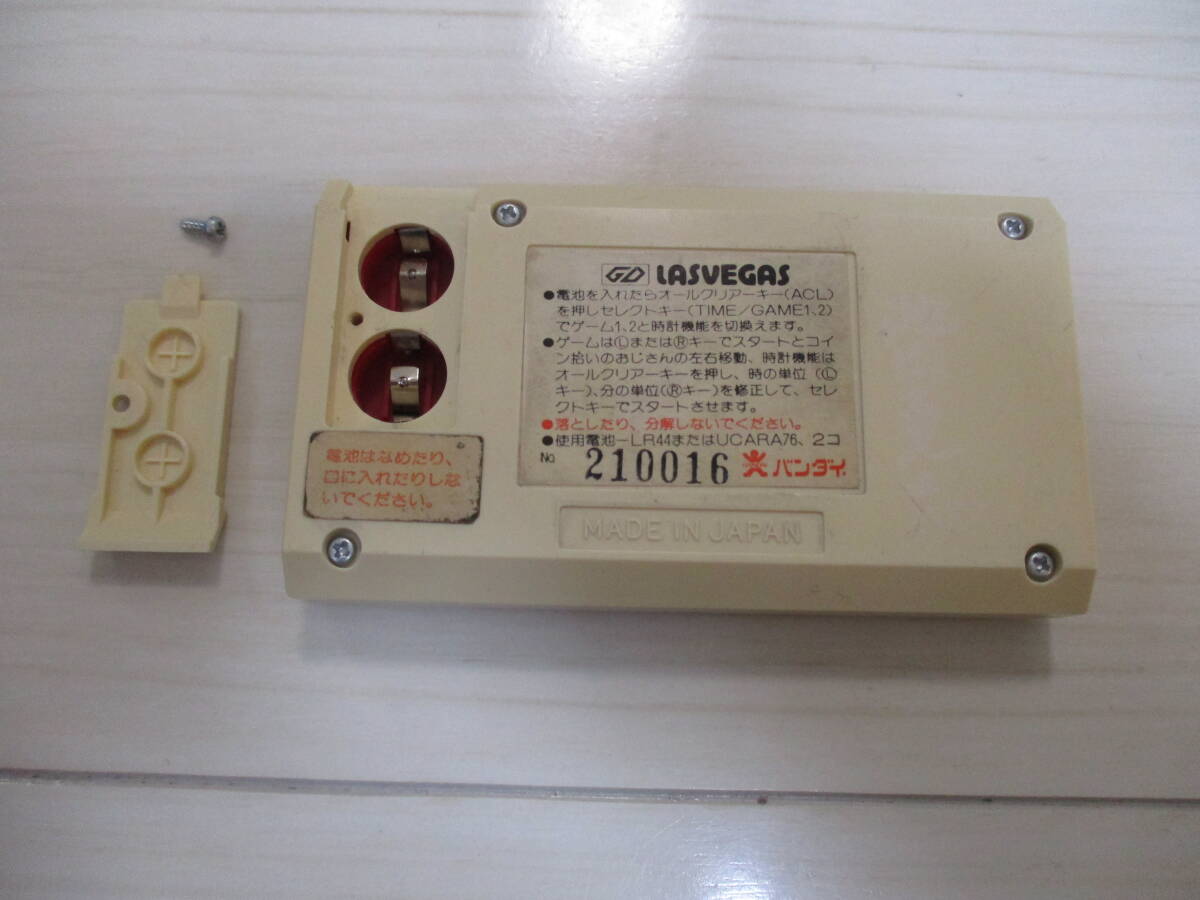 GD LASVEGAS
●電池を入れたらオールクリアーキー(ACL)
を押しセレクトキー(TIME/GAME1、2)
でゲーム1、2と時計機能を切換えます。
●ゲームはⓁまたはⓇキーでスタートとコイ
ン拾いのおじさんの左右移動、時計機能は
オールクリアーキーを押し、時の単位(Ⓛ
キー)、分の単位(Ⓡキー)を修正して、セレ
クトキーでスタートさせます。
●落としたり、分解しないでください。
●使用電池-LR44またはUCARA76、2コ
No 210016 バンダイ
電池はなめたり、
口に入れたりしな
いでください。
MADE IN JAPAN